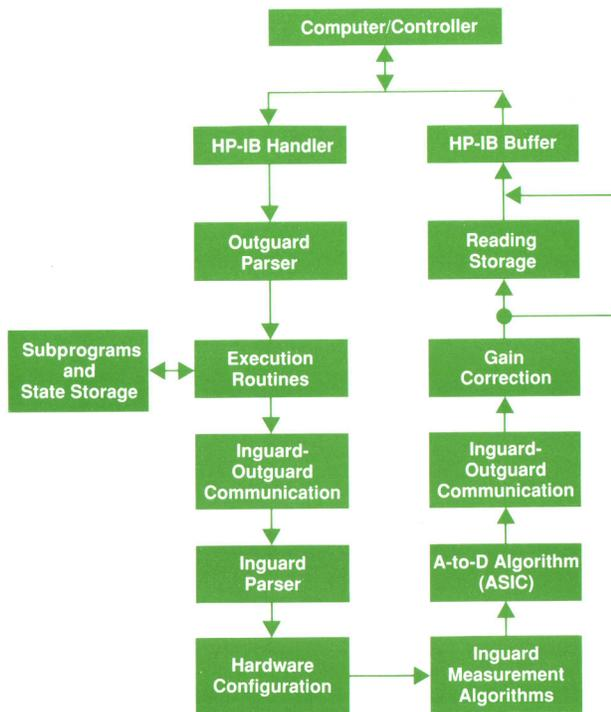 Computer/Controller
HP-IB Handler
HP-IB Buffer
Outguard
Parser
Reading
Storage
Subprograms
and
State Storage
Execution
Routines
Gain
Correction
Inguard-
Outguard
Communication
Inguard-
Outguard
Communication
Inguard
Parser
A-to-D Algorithm
(ASIC)
Hardware
Configuration
Inguard
Measurement
Algorithms